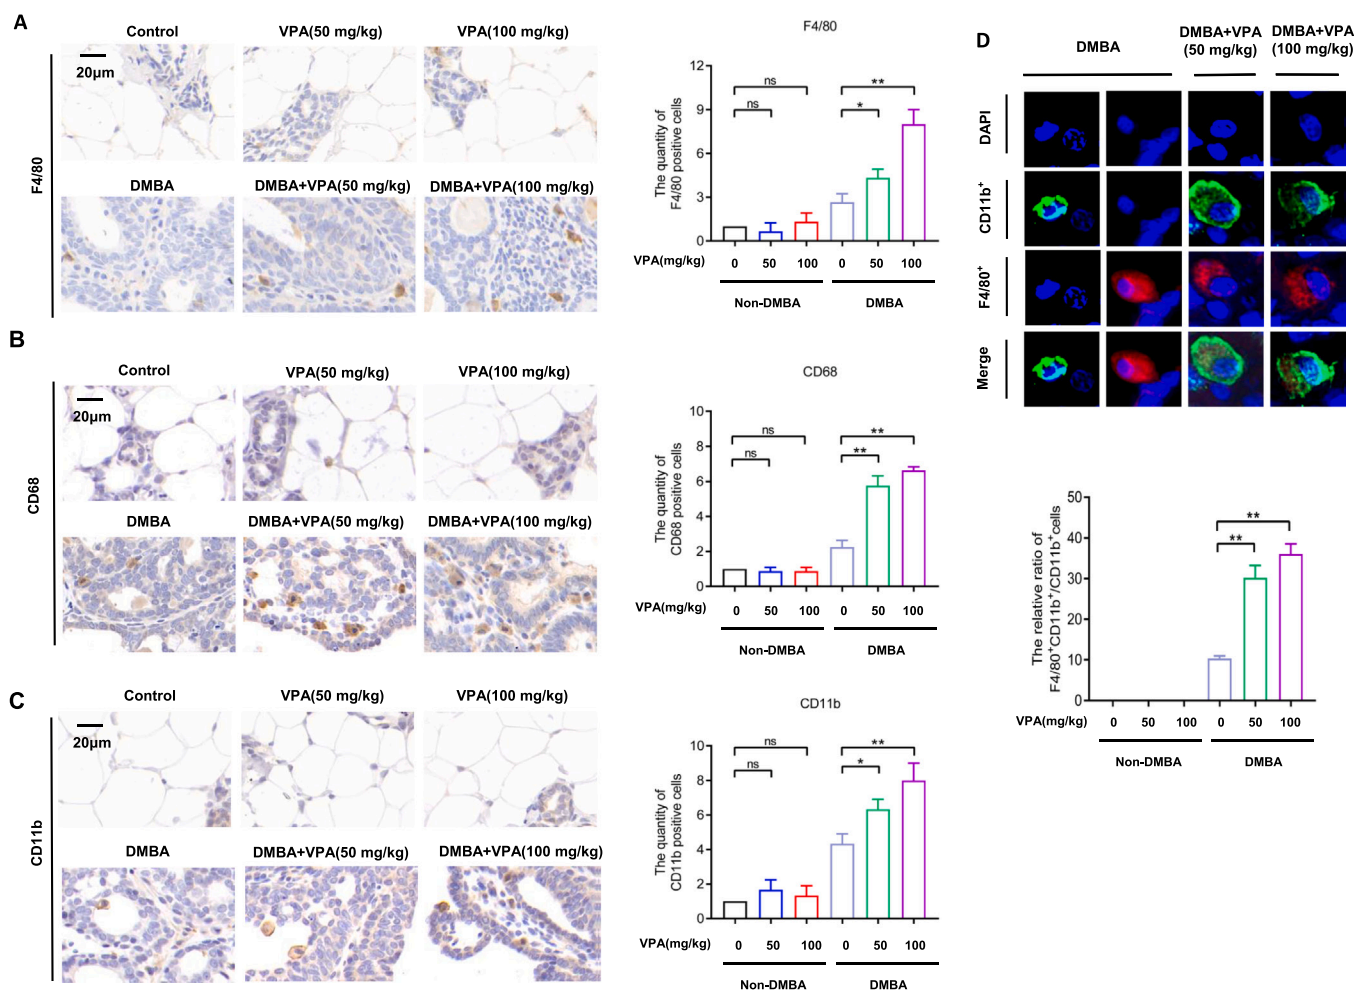 A
Control
VPA(50 mg/kg)
VPA(100 mg/kg)
20μm
F4/80
DMBA
DMBA+VPA(50 mg/kg)
DMBA+VPA(100 mg/kg)
F4/80
The quantity of
F4/80 positive cells
12
9
6
3
0
ns
ns
*
**
VPA(mg/kg)
0 50 100 0 50 100
Non-DMBA DMBA
B
Control
VPA(50 mg/kg)
VPA(100 mg/kg)
20μm
CD68
DMBA
DMBA+VPA(50 mg/kg)
DMBA+VPA(100 mg/kg)
CD68
The quantity of
CD68 positive cells
10
8
6
4
2
0
ns
ns
**
**
VPA(mg/kg)
0 50 100 0 50 100
Non-DMBA DMBA
C
Control
VPA(50 mg/kg)
VPA(100 mg/kg)
20μm
CD11b
DMBA
DMBA+VPA(50 mg/kg)
DMBA+VPA(100 mg/kg)
CD11b
The quantity of
CD11b positive cells
10
8
6
4
2
0
ns
ns
*
**
VPA(mg/kg)
0 50 100 0 50 100
Non-DMBA DMBA
D
DMBA
DMBA+VPA
(50 mg/kg)
DMBA+VPA
(100 mg/kg)
DAPI
CD11b⁺
F4/80⁺
Merge
The relative ratio of
F4/80⁺CD11b⁺/CD11b⁺cells
50
40
30
20
10
0
**
**
VPA(mg/kg)
0 50 100 0 50 100
Non-DMBA DMBA